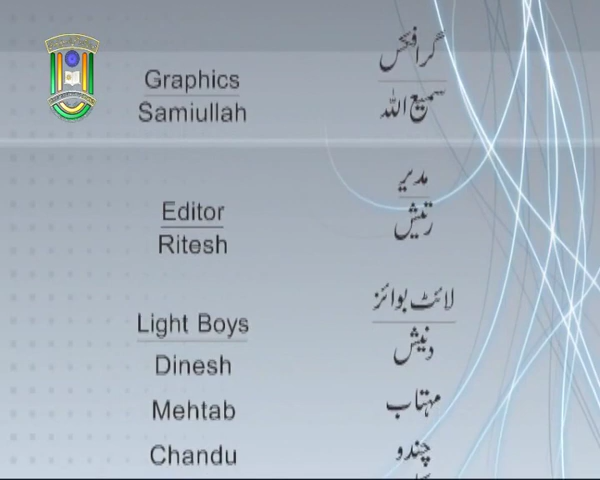 Graphics گرافکس
Samiullah سمیع اللہ
Editor مدیر
Ritesh رتیش
Light Boys لائٹ بوائز
Dinesh دنیش
Mehtab مہتاب
Chandu چندو